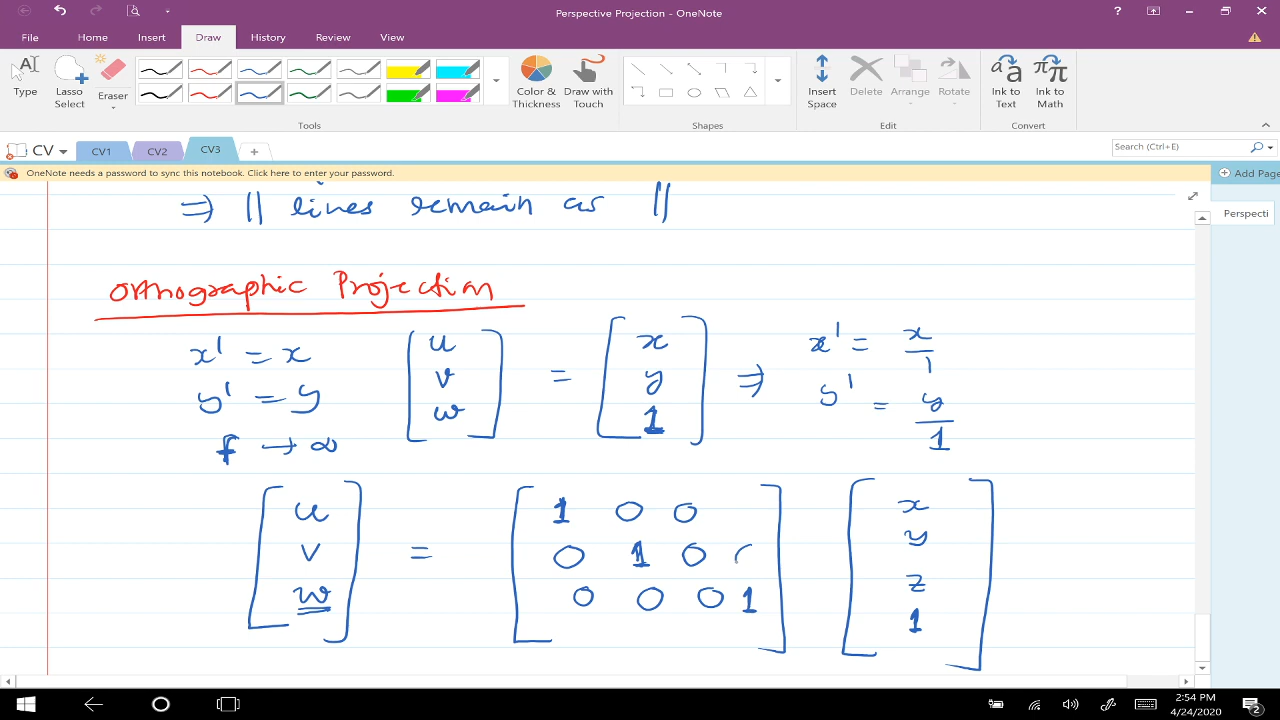 Perspective Projection - OneNote
File Home Insert Draw History Review View
Type
Lasso Select
Eraser
Color & Thickness
Draw with Touch
Insert Space
Delete
Arrange
Rotate
Ink to Text
Ink to Math
Tools Shapes Edit Convert
CV CV1 CV2 CV3 Search (Ctrl+E)
OneNote needs a password to sync this notebook. Click here to enter your password.
Add Page
Perspecti
⇒ || lines remain as ||
Orthographic Projection
x' = x
y' = y
f → ∞
[u v w] = [x y 1] ⇒ x' = x/1
y' = y/1
[u v w] = [1 0 0
0 1 0
0 0 0 1] [x y z 1]
2:54 PM
4/24/2020
2